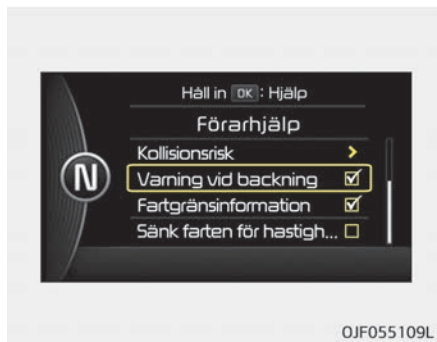 Håll in OK : Hjälp
Förarhjälp
Kollisionsrisk >
N
Varning vid backning
Fartgränsinformation
Sänk farten för hastigh...
OJF055109L